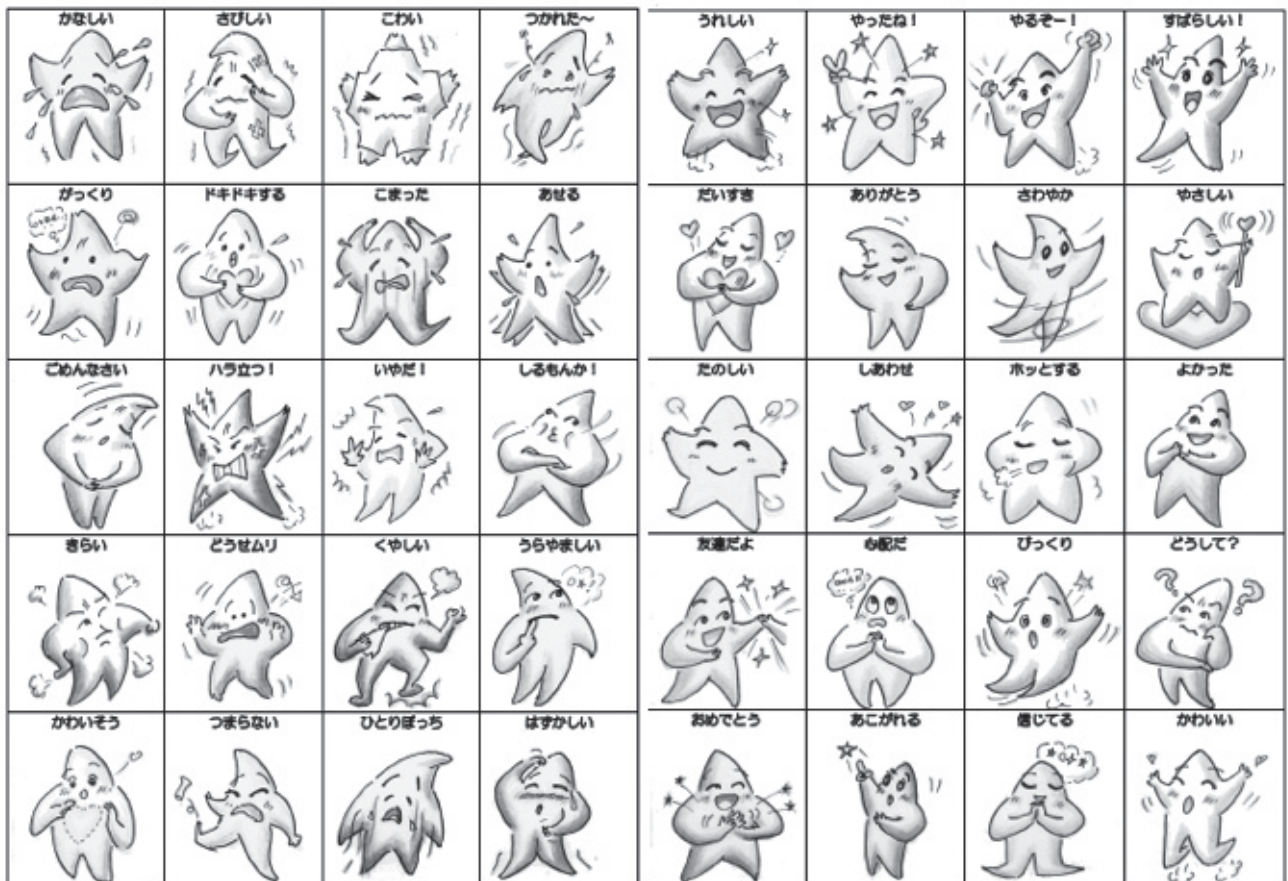 かなしい
さびしい
こわい
つかれた～
がっくり
ドキドキする
こまった
あせる
ごめんなさい
ハラ立つ！
いやだ！
しるもんか！
きらい
どうせムリ
くやしい
うらやましい
かわいそう
つまらない
ひとりぼっち
はずかしい
うれしい
やったね！
やるぞー！
すばらしい！
だいすき
ありがとう
さわやか
やさしい
たのしい
しあわせ
ホッとする
よかった
友達だよ
心配だ
びっくり
どうして？
おめでとう
あこがれる
信じてる
かわいい